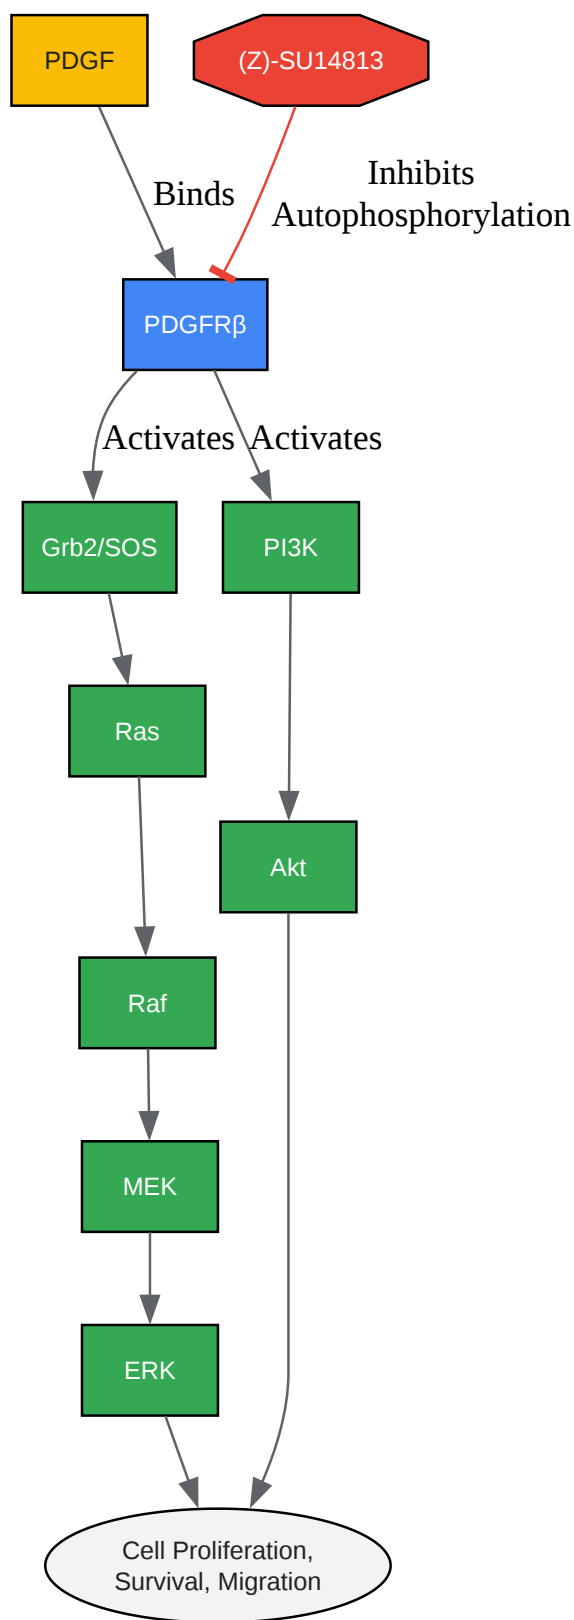 PDGF
(Z)-SU14813
Binds
Inhibits
Autophosphorylation
PDGFRβ
Activates
Activates
Grb2/SOS
PI3K
Ras
Akt
Raf
MEK
ERK
Cell Proliferation,
Survival, Migration